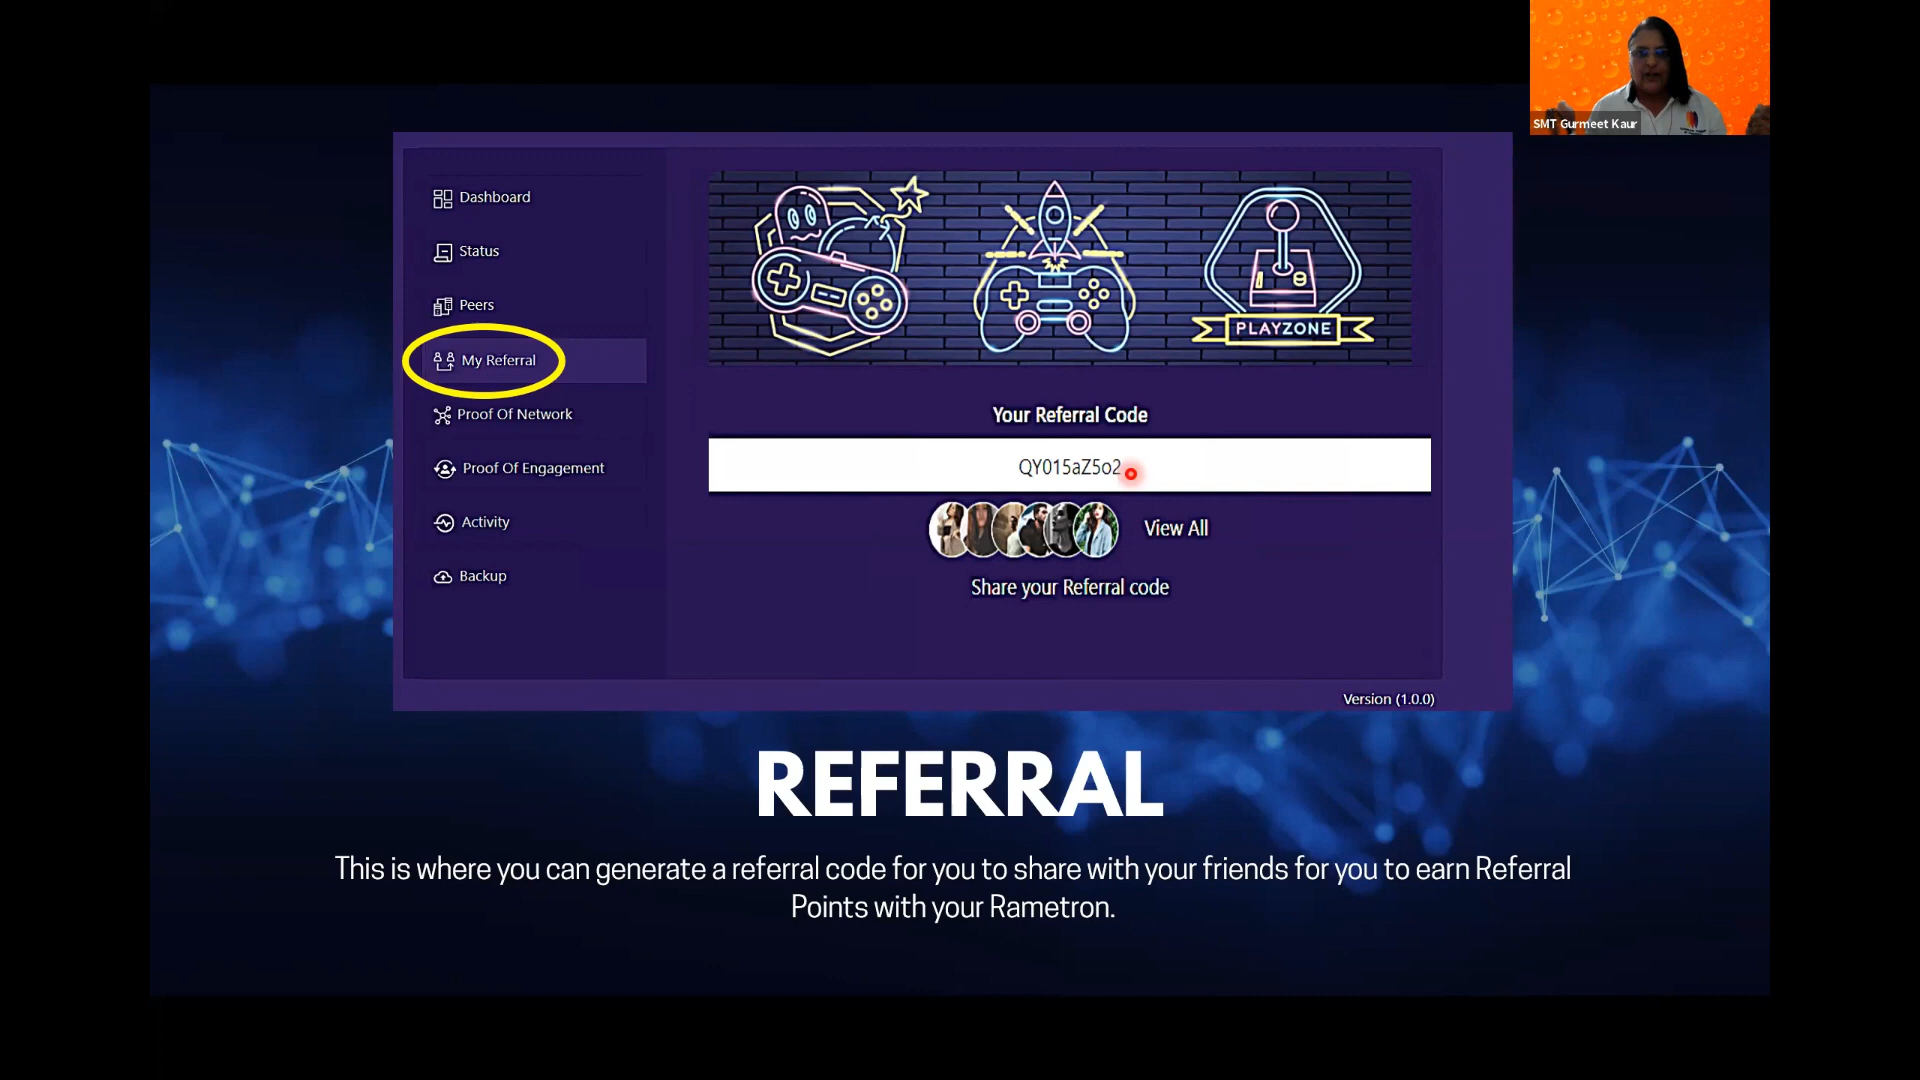 SMT Gurmeet Kaur
Dashboard
Status
Peers
My Referral
Proof Of Network
Proof Of Engagement
Activity
Backup
PLAYZONE
Your Referral Code
QY015aZ5o2
View All
Share your Referral code
Version (1.0.0)
REFERRAL
This is where you can generate a referral code for you to share with your friends for you to earn Referral
Points with your Rametron.